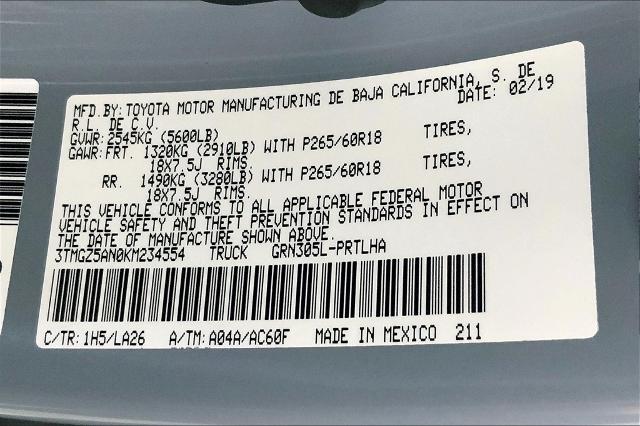 MFD.BY: TOYOTA MOTOR MANUFACTURING DE BAJA CALIFORNIA, S. DE
R.L. DE C.V. DATE: 02/19
GVWR: 2545KG (5600LB)
GAWR: FRT. 1320KG (2910LB) WITH P265/60R18 TIRES,
18X7.5J RIMS.
RR. 1490KG (3280LB) WITH P265/60R18 TIRES,
18X7.5J RIMS.
THIS VEHICLE CONFORMS TO ALL APPLICABLE FEDERAL MOTOR
VEHICLE SAFETY AND THEFT PREVENTION STANDARDS IN EFFECT ON
THE DATE OF MANUFACTURE SHOWN ABOVE.
3TMGZ5AN0KM234554 TRUCK GRN305L-PRTLHA
C/TR: 1H5/LA26 A/TM: A04A/AC60F MADE IN MEXICO 211